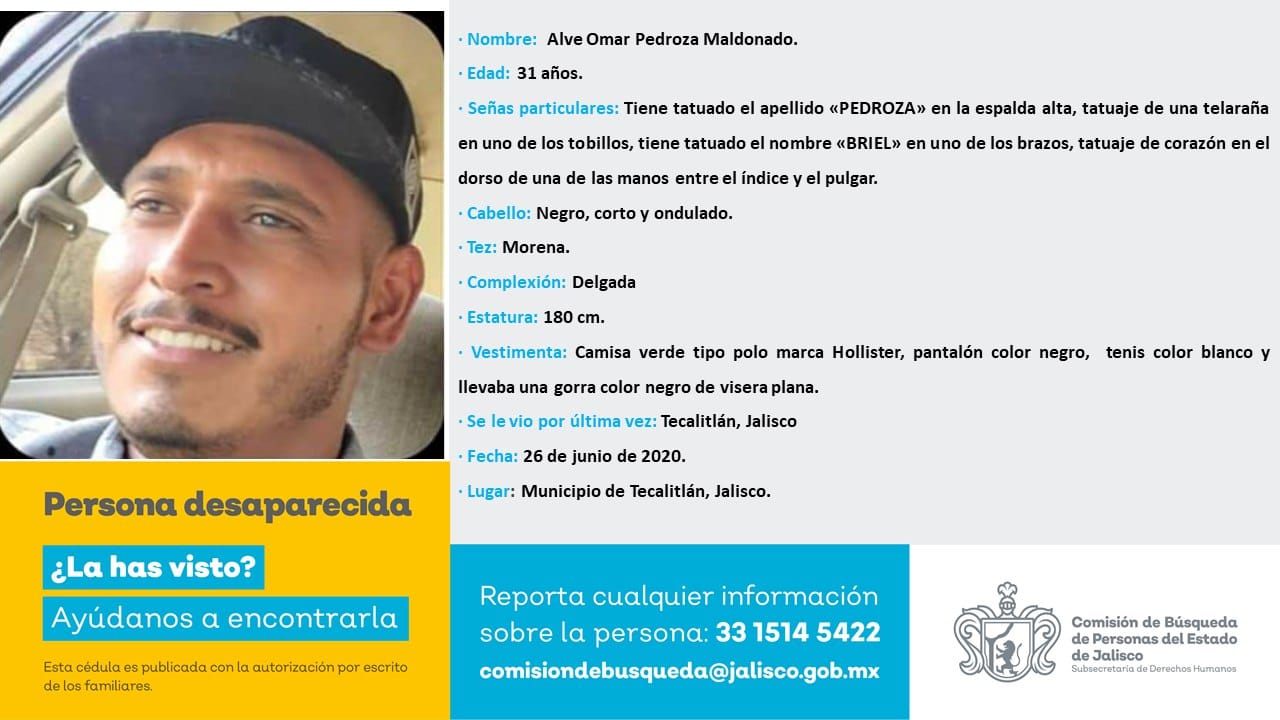 · Nombre: Alve Omar Pedroza Maldonado.
· Edad: 31 años.
· Señas particulares: Tiene tatuado el apellido «PEDROZA» en la espalda alta, tatuaje de una telaraña
en uno de los tobillos, tiene tatuado el nombre «BRIEL» en uno de los brazos, tatuaje de corazón en el
dorso de una de las manos entre el índice y el pulgar.
· Cabello: Negro, corto y ondulado.
· Tez: Morena.
· Complexión: Delgada
· Estatura: 180 cm.
· Vestimenta: Camisa verde tipo polo marca Hollister, pantalón color negro, tenis color blanco y
llevaba una gorra color negro de visera plana.
· Se le vio por última vez: Tecalitlán, Jalisco
· Fecha: 26 de junio de 2020.
· Lugar: Municipio de Tecalitlán, Jalisco.
Persona desaparecida
¿La has visto?
Ayúdanos a encontrarla
Esta cédula es publicada con la autorización por escrito
de los familiares.
Reporta cualquier información
sobre la persona: 33 1514 5422
comisiondebusqueda@jalisco.gob.mx
Comisión de Búsqueda
de Personas del Estado
de Jalisco
Subsecretaría de Derechos Humanos